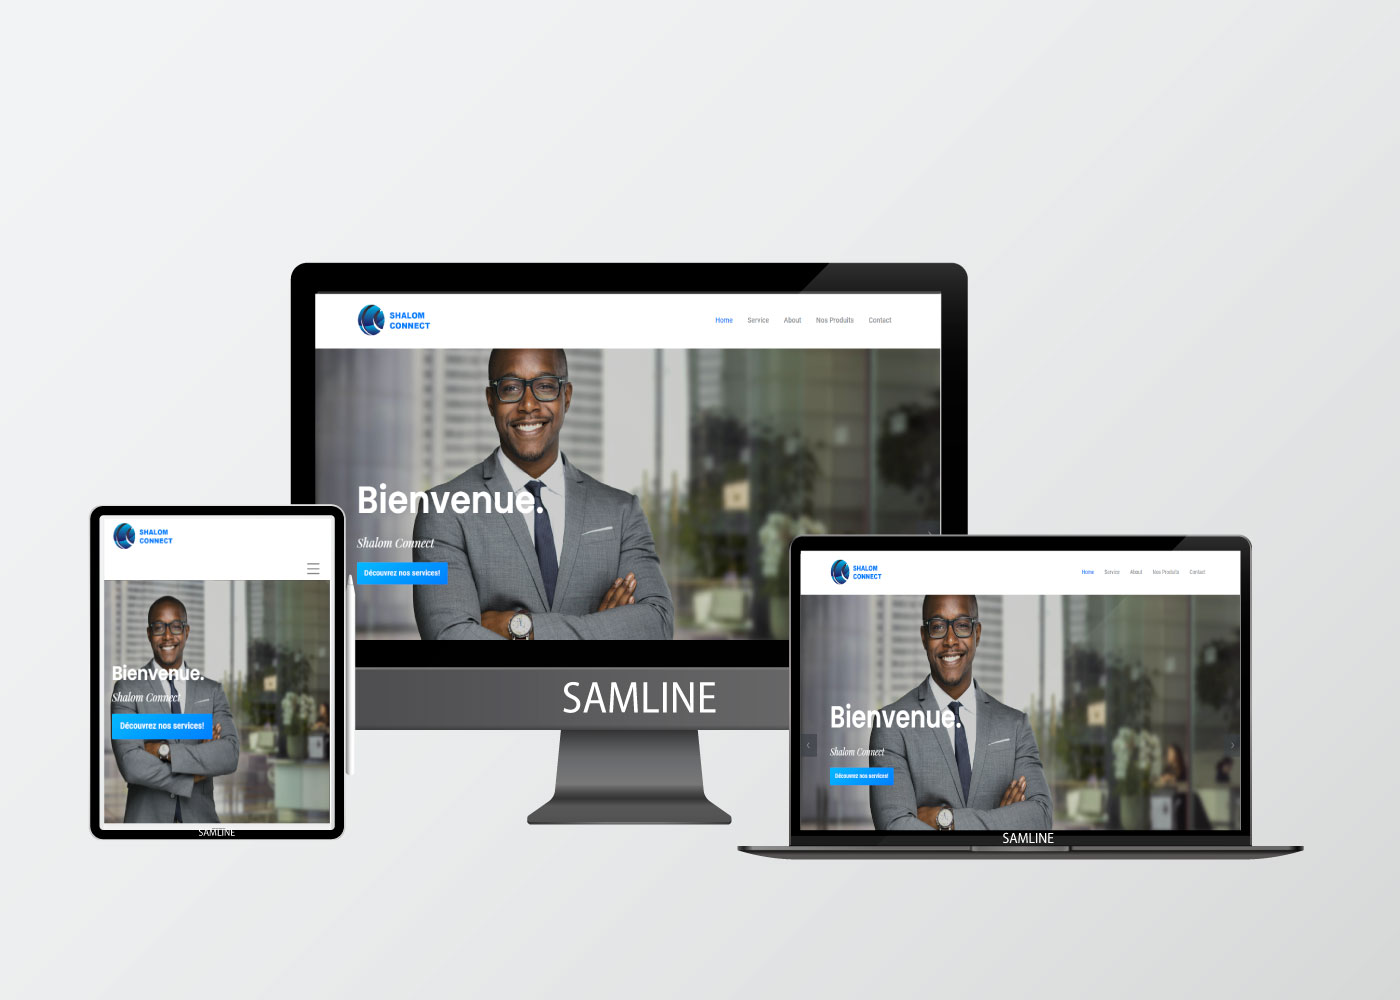 SHALOM
CONNECT
Home Service About Nos Produits Contact
Bienvenue.
Shalom Connect
Découvrez nos services!
SAMLINE
SHALOM
CONNECT
Bienvenue.
Shalom Connect
Découvrez nos services!
SAMLINE
SHALOM
CONNECT
Home Service About Nos Produits Contact
Bienvenue.
Shalom Connect
Découvrez nos services!
SAMLINE